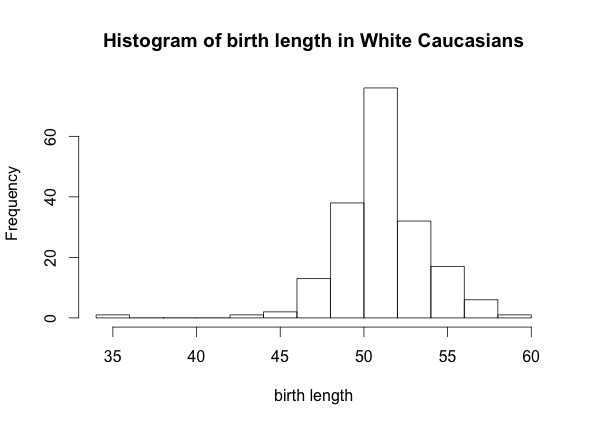 Histogram of birth length in White Caucasians
Frequency
60
40
20
0
35 40 45 50 55 60
birth length